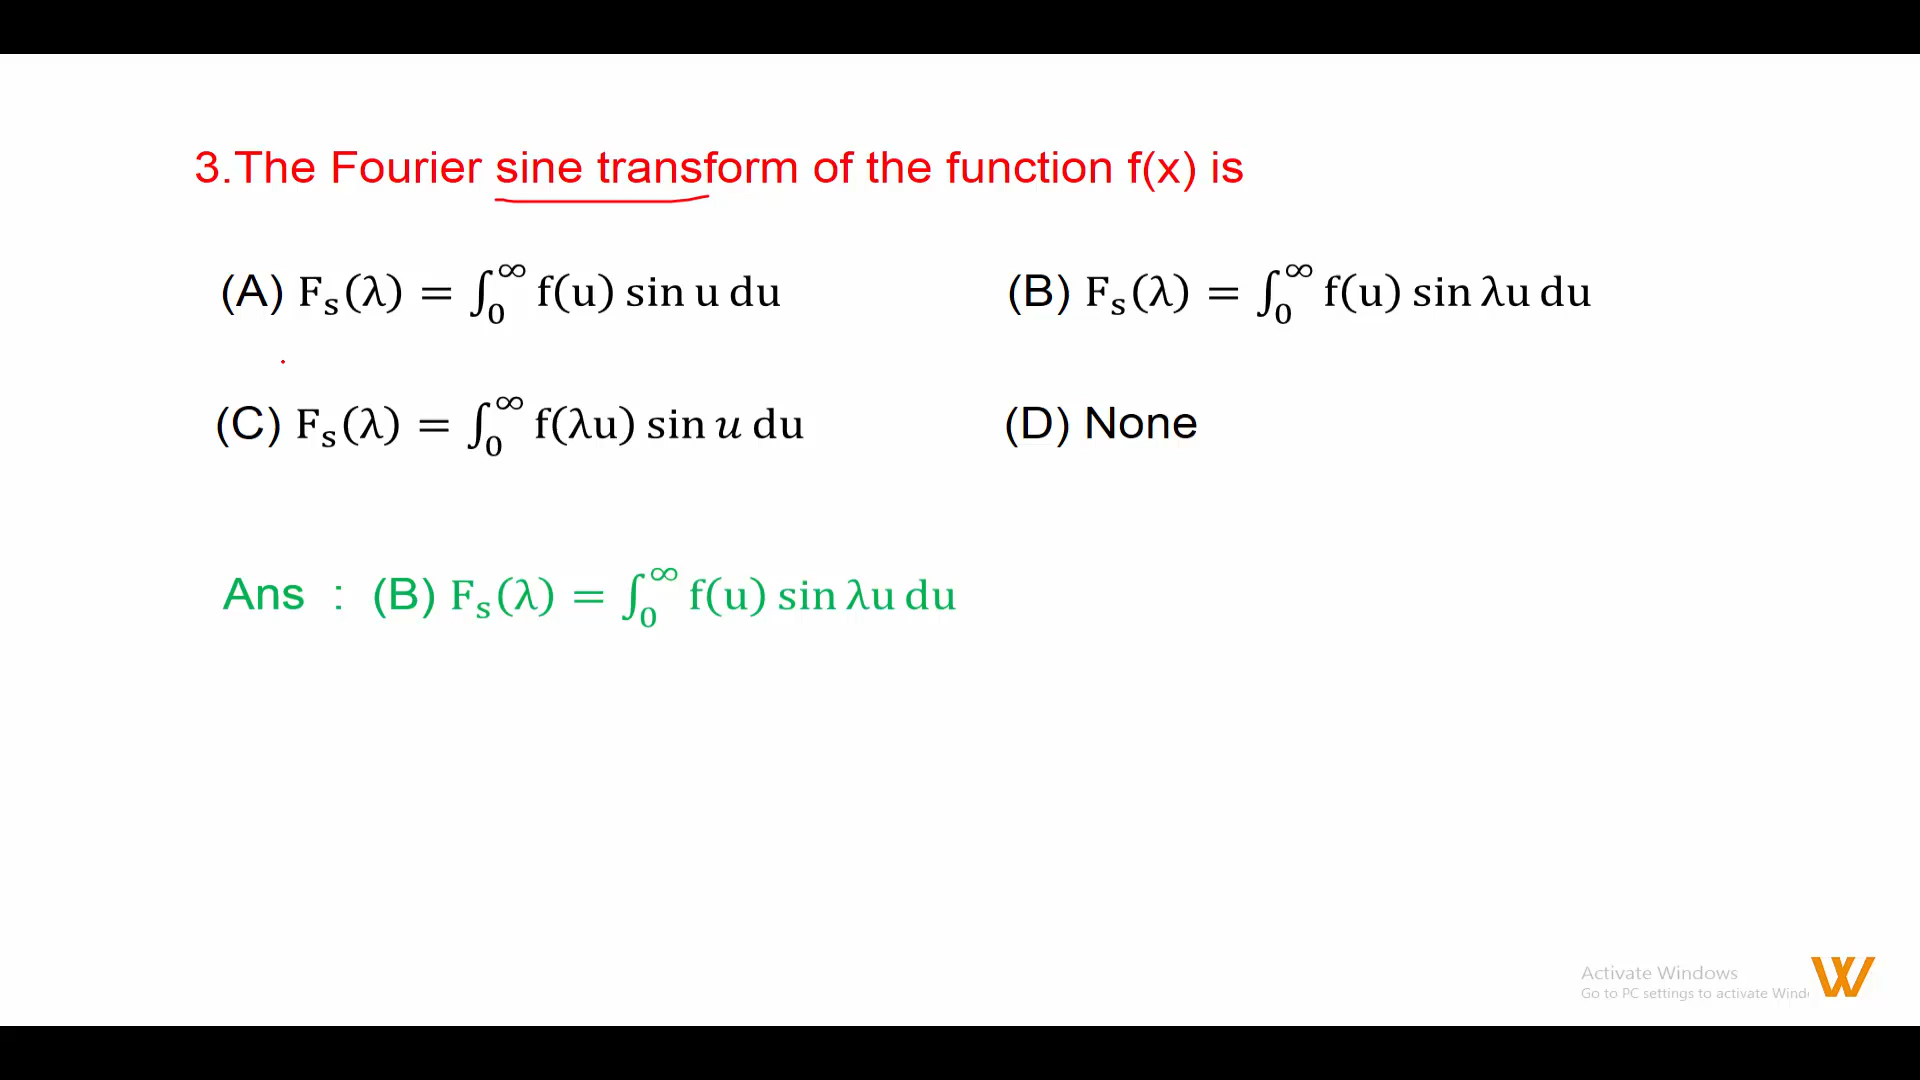 3.The Fourier sine transform of the function f(x) is
(A) Fₛ(λ) = ∫₀^∞ f(u) sin u du (B) Fₛ(λ) = ∫₀^∞ f(u) sin λu du
(C) Fₛ(λ) = ∫₀^∞ f(λu) sin u du (D) None
Ans : (B) Fₛ(λ) = ∫₀^∞ f(u) sin λu du
Activate Windows
Go to PC settings to activate Wind
W